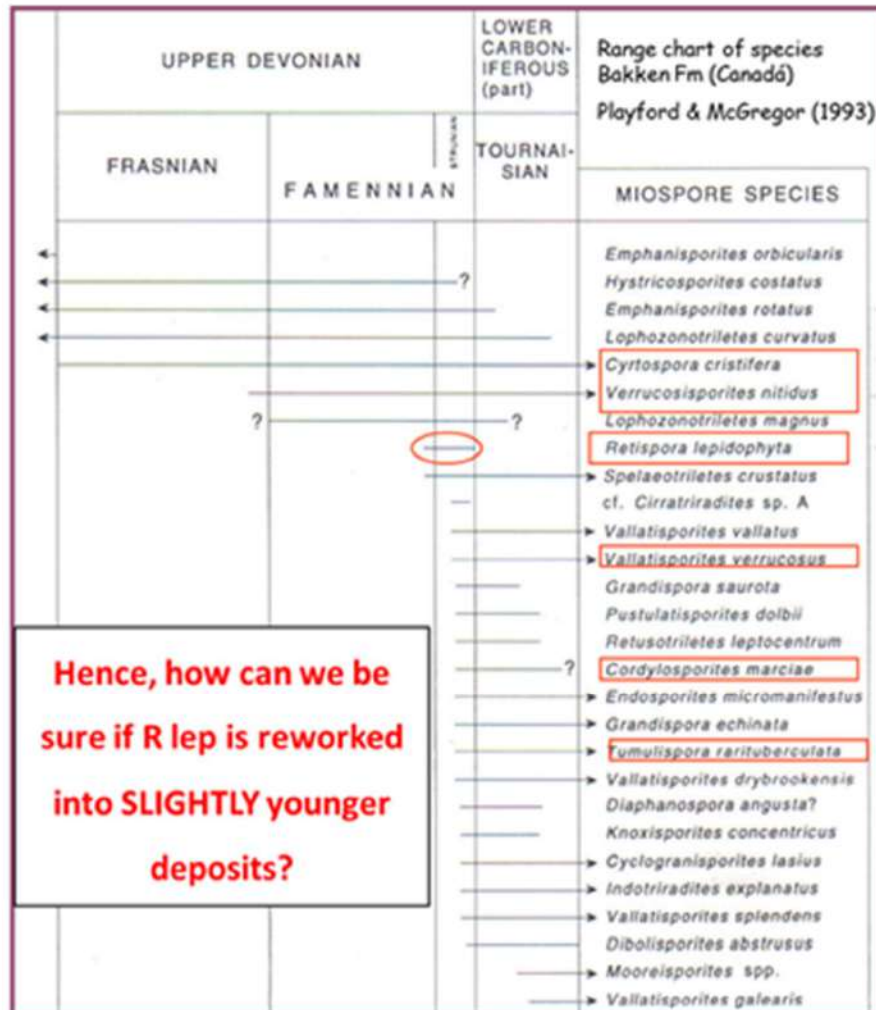 UPPER DEVONIAN
LOWER
CARBON-
IFEROUS
(part)
Range chart of species
Bakken Fm (Canadá)
Playford & McGregor (1993)
FRASNIAN
FAMENNIAN
STRUNIAN
TOURNAI-
SIAN
MIOSPORE SPECIES
Emphanisporites orbicularis
? Hystricosporites costatus
Emphanisporites rotatus
Lophozonotriletes curvatus
Cyrtospora cristifera
Verrucosisporites nitidus
? ? Lophozonotriletes magnus
Retispora lepidophyta
Spelaeotriletes crustatus
cf. Cirratriradites sp. A
Vallatisporites vallatus
Vallatisporites verrucosus
Grandispora saurota
Pustulatisporites dolbii
Retusotriletes leptocentrum
? Cordylosporites marciae
Endosporites micromanifestus
Grandispora echinata
Tumulispora rarituberculata
Vallatisporites drybrookensis
Diaphanospora angusta?
Knoxisporites concentricus
Cyclogranisporites lasius
Indotriradites explanatus
Vallatisporites splendens
Dibolisporites abstrusus
Mooreisporites spp.
Vallatisporites galearis
Hence, how can we be
sure if R lep is reworked
into SLIGHTLY younger
deposits?